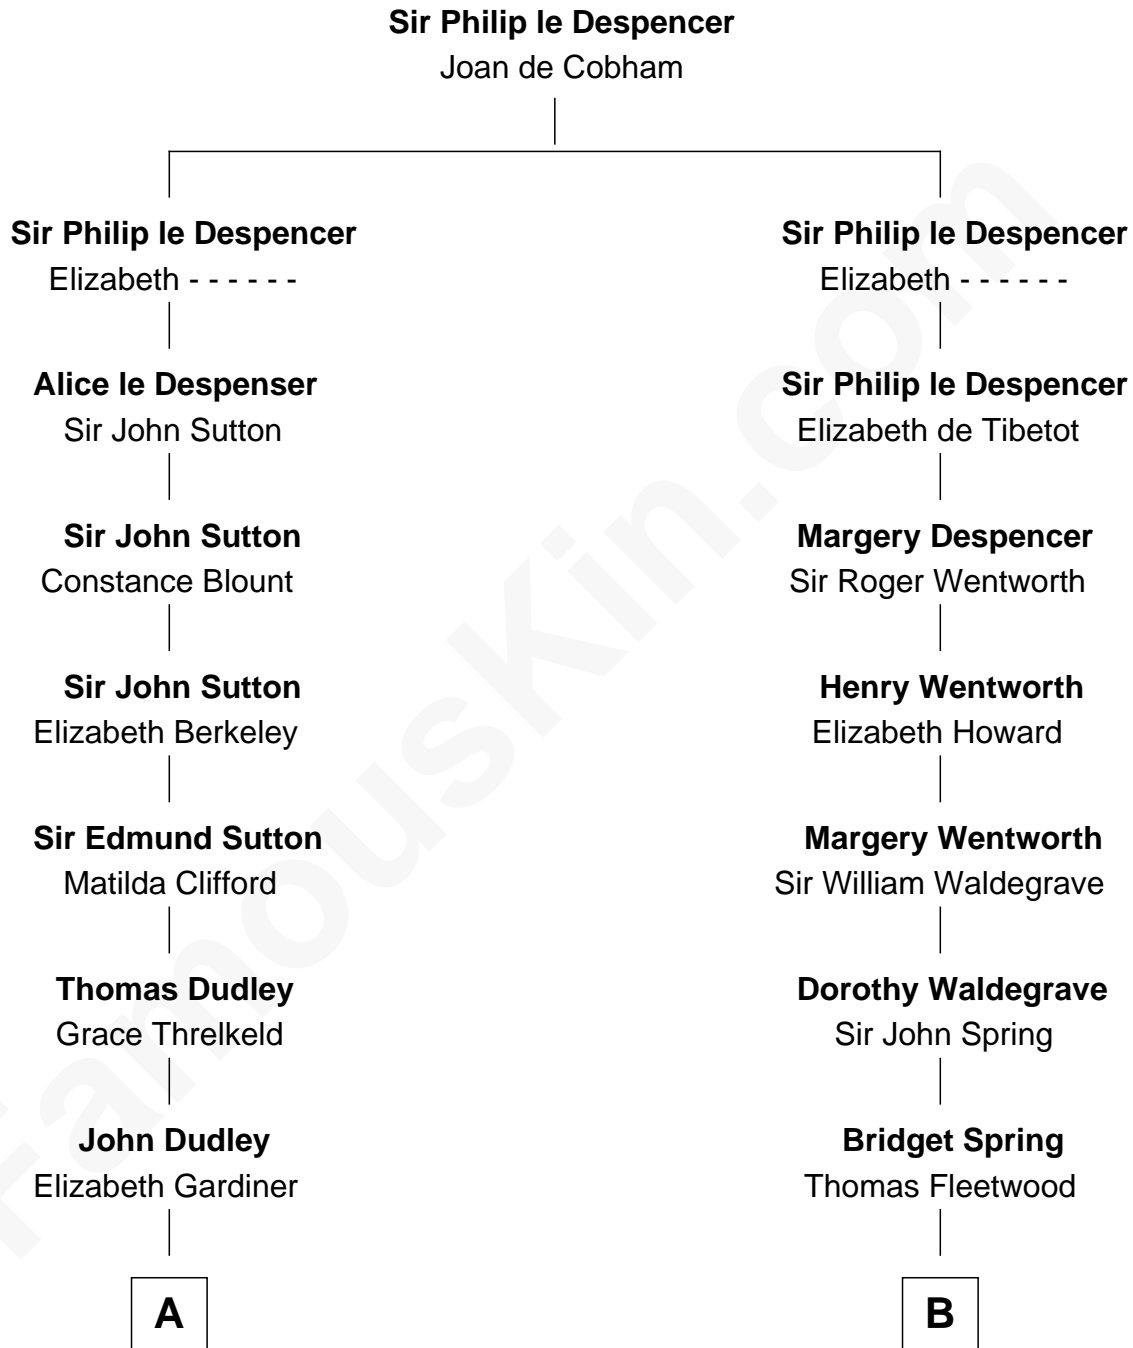 Sir Philip le Despencer
Joan de Cobham
Sir Philip le Despencer
Elizabeth - - - - - -
Sir Philip le Despencer
Elizabeth - - - - - -
Alice le Despenser
Sir John Sutton
Sir Philip le Despencer
Elizabeth de Tibetot
Sir John Sutton
Constance Blount
Margery Despencer
Sir Roger Wentworth
Sir John Sutton
Elizabeth Berkeley
Henry Wentworth
Elizabeth Howard
Sir Edmund Sutton
Matilda Clifford
Margery Wentworth
Sir William Waldegrave
Thomas Dudley
Grace Threlkeld
Dorothy Waldegrave
Sir John Spring
John Dudley
Elizabeth Gardiner
Bridget Spring
Thomas Fleetwood
A
B
FamousKin.com